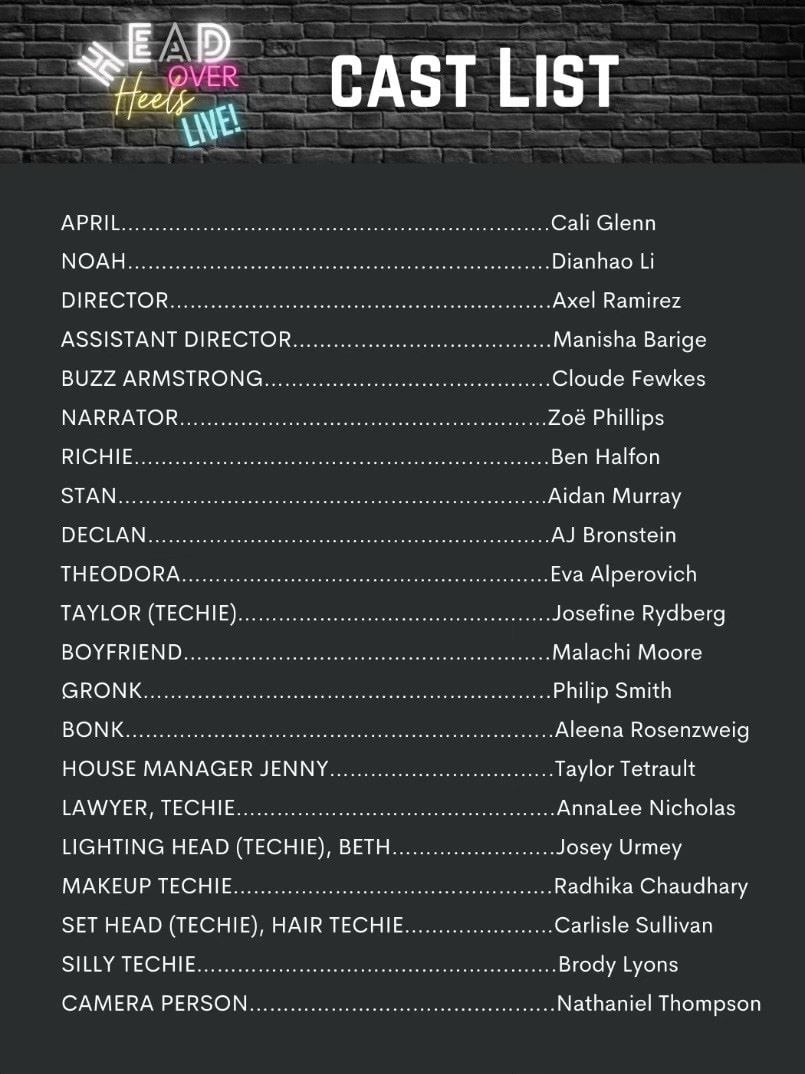 HEAD
OVER
Heels
LIVE!
CAST LIST
APRIL...............................................................Cali Glenn
NOAH..............................................................Dianhao Li
DIRECTOR........................................................Axel Ramirez
ASSISTANT DIRECTOR......................................Manisha Barige
BUZZ ARMSTRONG..........................................Cloude Fewkes
NARRATOR......................................................Zoë Phillips
RICHIE.............................................................Ben Halfon
STAN...............................................................Aidan Murray
DECLAN...........................................................AJ Bronstein
THEODORA......................................................Eva Alperovich
TAYLOR (TECHIE)..............................................Josefine Rydberg
BOYFRIEND......................................................Malachi Moore
GRONK............................................................Philip Smith
BONK...............................................................Aleena Rosenzweig
HOUSE MANAGER JENNY.................................Taylor Tetrault
LAWYER, TECHIE...............................................AnnaLee Nicholas
LIGHTING HEAD (TECHIE), BETH........................Josey Urmey
MAKEUP TECHIE...............................................Radhika Chaudhary
SET HEAD (TECHIE), HAIR TECHIE......................Carlisle Sullivan
SILLY TECHIE.....................................................Brody Lyons
CAMERA PERSON.............................................Nathaniel Thompson